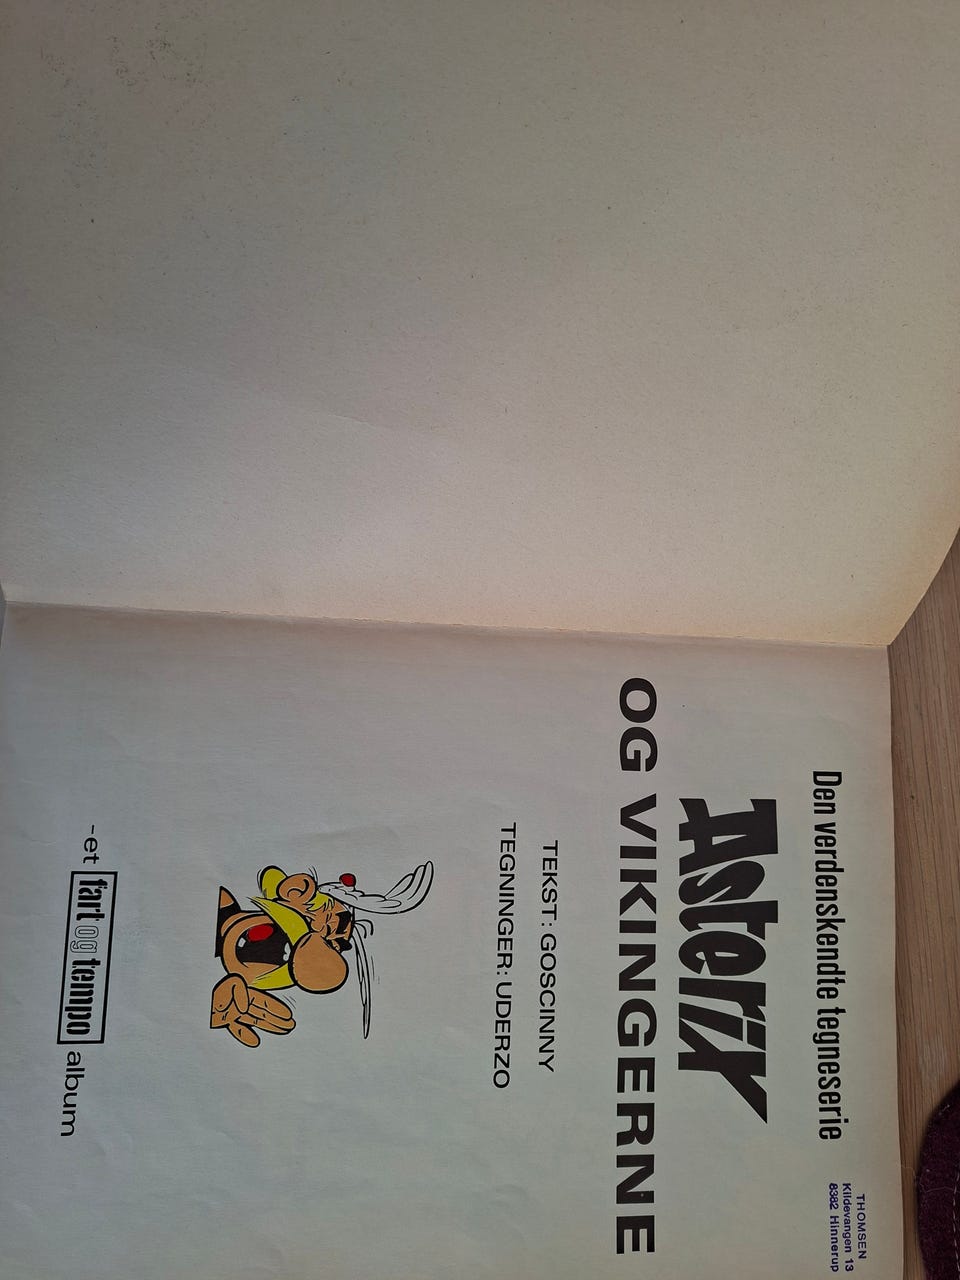 THOMSEN
Kildevangen 13
8382 Hinnerup
Den verdenskendte tegneserie
Asterix
OG VIKINGERNE
TEKST: GOSCINNY
TEGNINGER: UDERZO
-et fart og tempo album